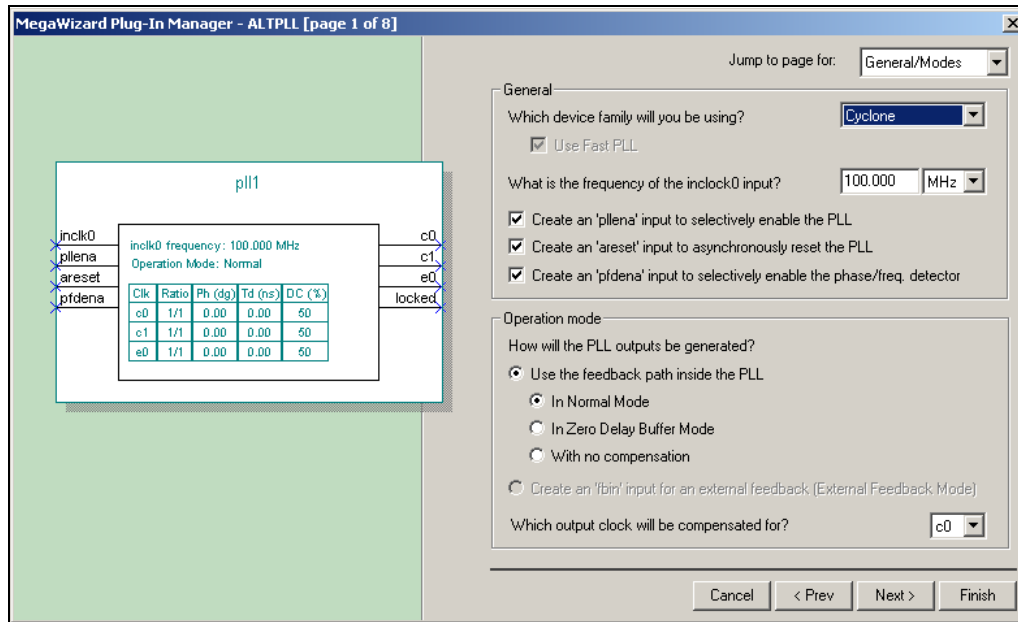 MegaWizard Plug-In Manager - ALTPLL [page 1 of 8]
Jump to page for: General/Modes
General
Which device family will you be using? Cyclone
Use Fast PLL
What is the frequency of the inclock0 input? 100.000 MHz
Create an 'pllena' input to selectively enable the PLL
Create an 'areset' input to asynchronously reset the PLL
Create an 'pfdena' input to selectively enable the phase/freq. detector
Operation mode
How will the PLL outputs be generated?
Use the feedback path inside the PLL
In Normal Mode
In Zero Delay Buffer Mode
With no compensation
Create an 'fbin' input for an external feedback (External Feedback Mode)
Which output clock will be compensated for? c0
Cancel < Prev Next > Finish
pll1
inclk0
pllena
areset
pfdena
inclk0 frequency: 100.000 MHz
Operation Mode: Normal
Clk Ratio Ph (dg) Td (ns) DC (%)
c0 1/1 0.00 0.00 50
c1 1/1 0.00 0.00 50
e0 1/1 0.00 0.00 50
c0
c1
e0
locked